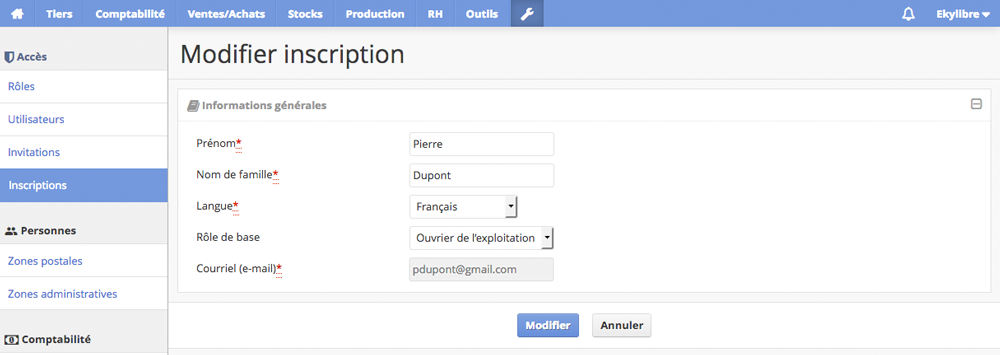 Tiers Comptabilité Ventes/Achats Stocks Production RH Outils Ekylibre
Accès
Rôles
Utilisateurs
Invitations
Inscriptions
Personnes
Zones postales
Zones administratives
Comptabilité
Modifier inscription
Informations générales
Prénom* Pierre
Nom de famille* Dupont
Langue* Français
Rôle de base Ouvrier de l'exploitation
Courriel (e-mail)* pdupont@gmail.com
Modifier Annuler